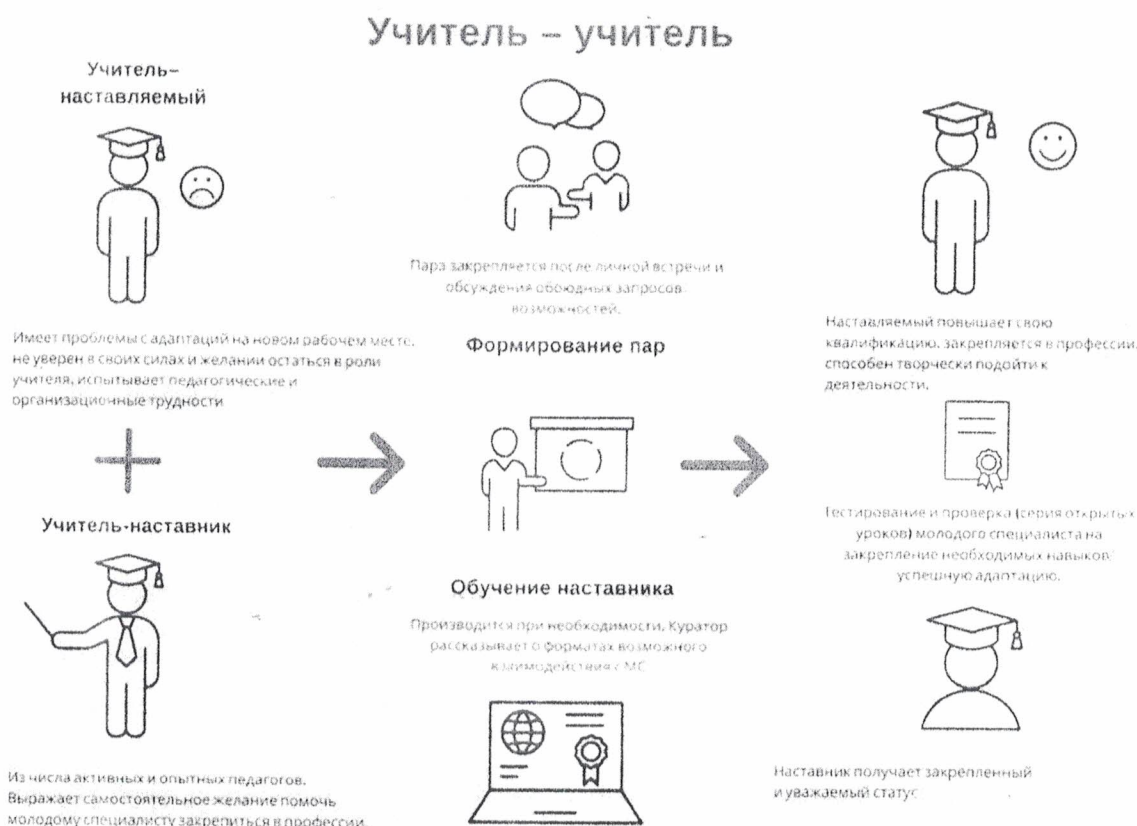 Учитель – учитель
Учитель–
наставляемый
Имеет проблемы с адаптаций на новом рабочем месте.
не уверен в своих силах и желании остаться в роли
учителя, испытывает педагогические и
организационные трудности
Учитель-наставник
Из числа активных и опытных педагогов.
Выражает самостоятельное желание помочь
молодому специалисту закрепиться в профессии.
Пара закрепляется после личной встречи и
обсуждения обоюдных запросов
возможностей.
Формирование пар
Обучение наставника
Производится при необходимости. Куратор
рассказывает о форматах возможного
взаимодействия с МС
Наставляемый повышает свою
квалификацию, закрепляется в профессии,
способен творчески подойти к
деятельности.
Тестирование и проверка (серия открытых
уроков) молодого специалиста на
закрепление необходимых навыков
успешную адаптацию.
Наставник получает закрепленный
и уважаемый статус